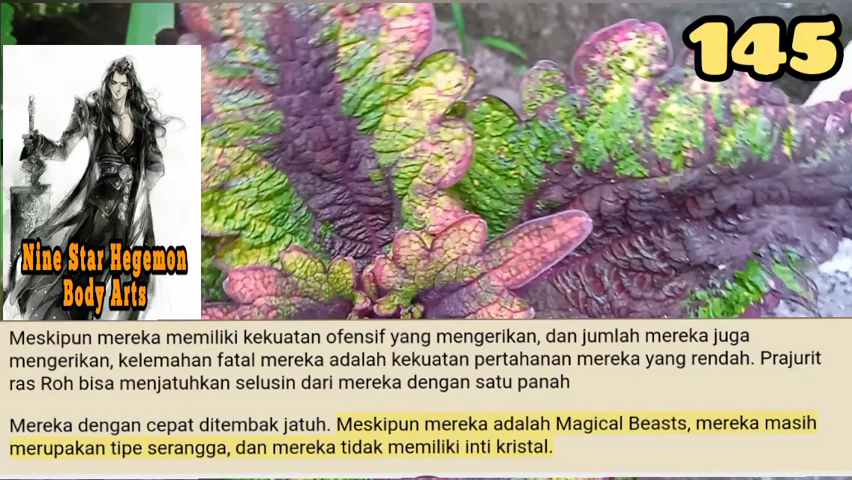 145
Nine Star Hegemon
Body Arts
Meskipun mereka memiliki kekuatan ofensif yang mengerikan, dan jumlah mereka juga
mengerikan, kelemahan fatal mereka adalah kekuatan pertahanan mereka yang rendah. Prajurit
ras Roh bisa menjatuhkan selusin dari mereka dengan satu panah
Mereka dengan cepat ditembak jatuh. Meskipun mereka adalah Magical Beasts, mereka masih
merupakan tipe serangga, dan mereka tidak memiliki inti kristal.